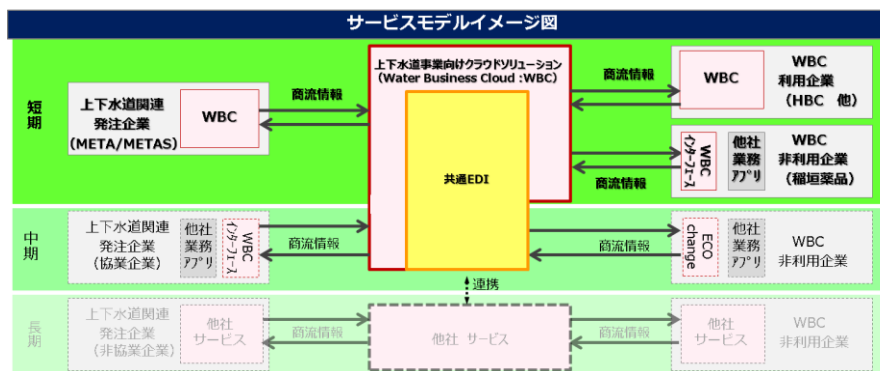 サービスモデルイメージ図
短期
上下水道関連
発注企業
(META/METAS)
WBC
商流情報
上下水道事業向けクラウドソリューション
(Water Business Cloud :WBC)
共通EDI
商流情報
WBC
WBC
利用企業
(HBC 他)
商流情報
WBC
インターフェース
他社
業務
アプリ
WBC
非利用企業
(稲垣薬品)
中期
上下水道関連
発注企業
(協業企業)
他社
業務
アプリ
WBC
インターフェース
商流情報
商流情報
ECO
change
他社
業務
アプリ
WBC
非利用企業
連携
長期
上下水道関連
発注企業
(非協業企業)
他社
サービス
商流情報
他社 サービス
商流情報
他社
サービス
WBC
非利用企業